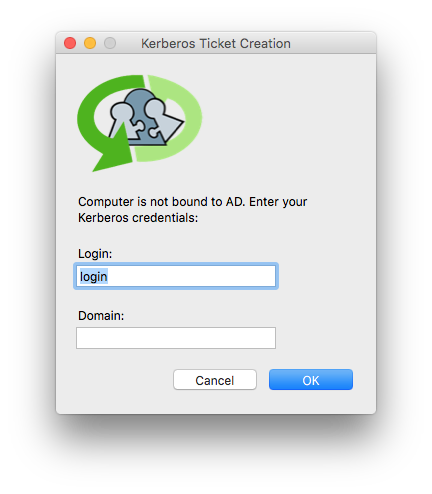 Kerberos Ticket Creation
Computer is not bound to AD. Enter your
Kerberos credentials:
Login:
login
Domain:
Cancel
OK